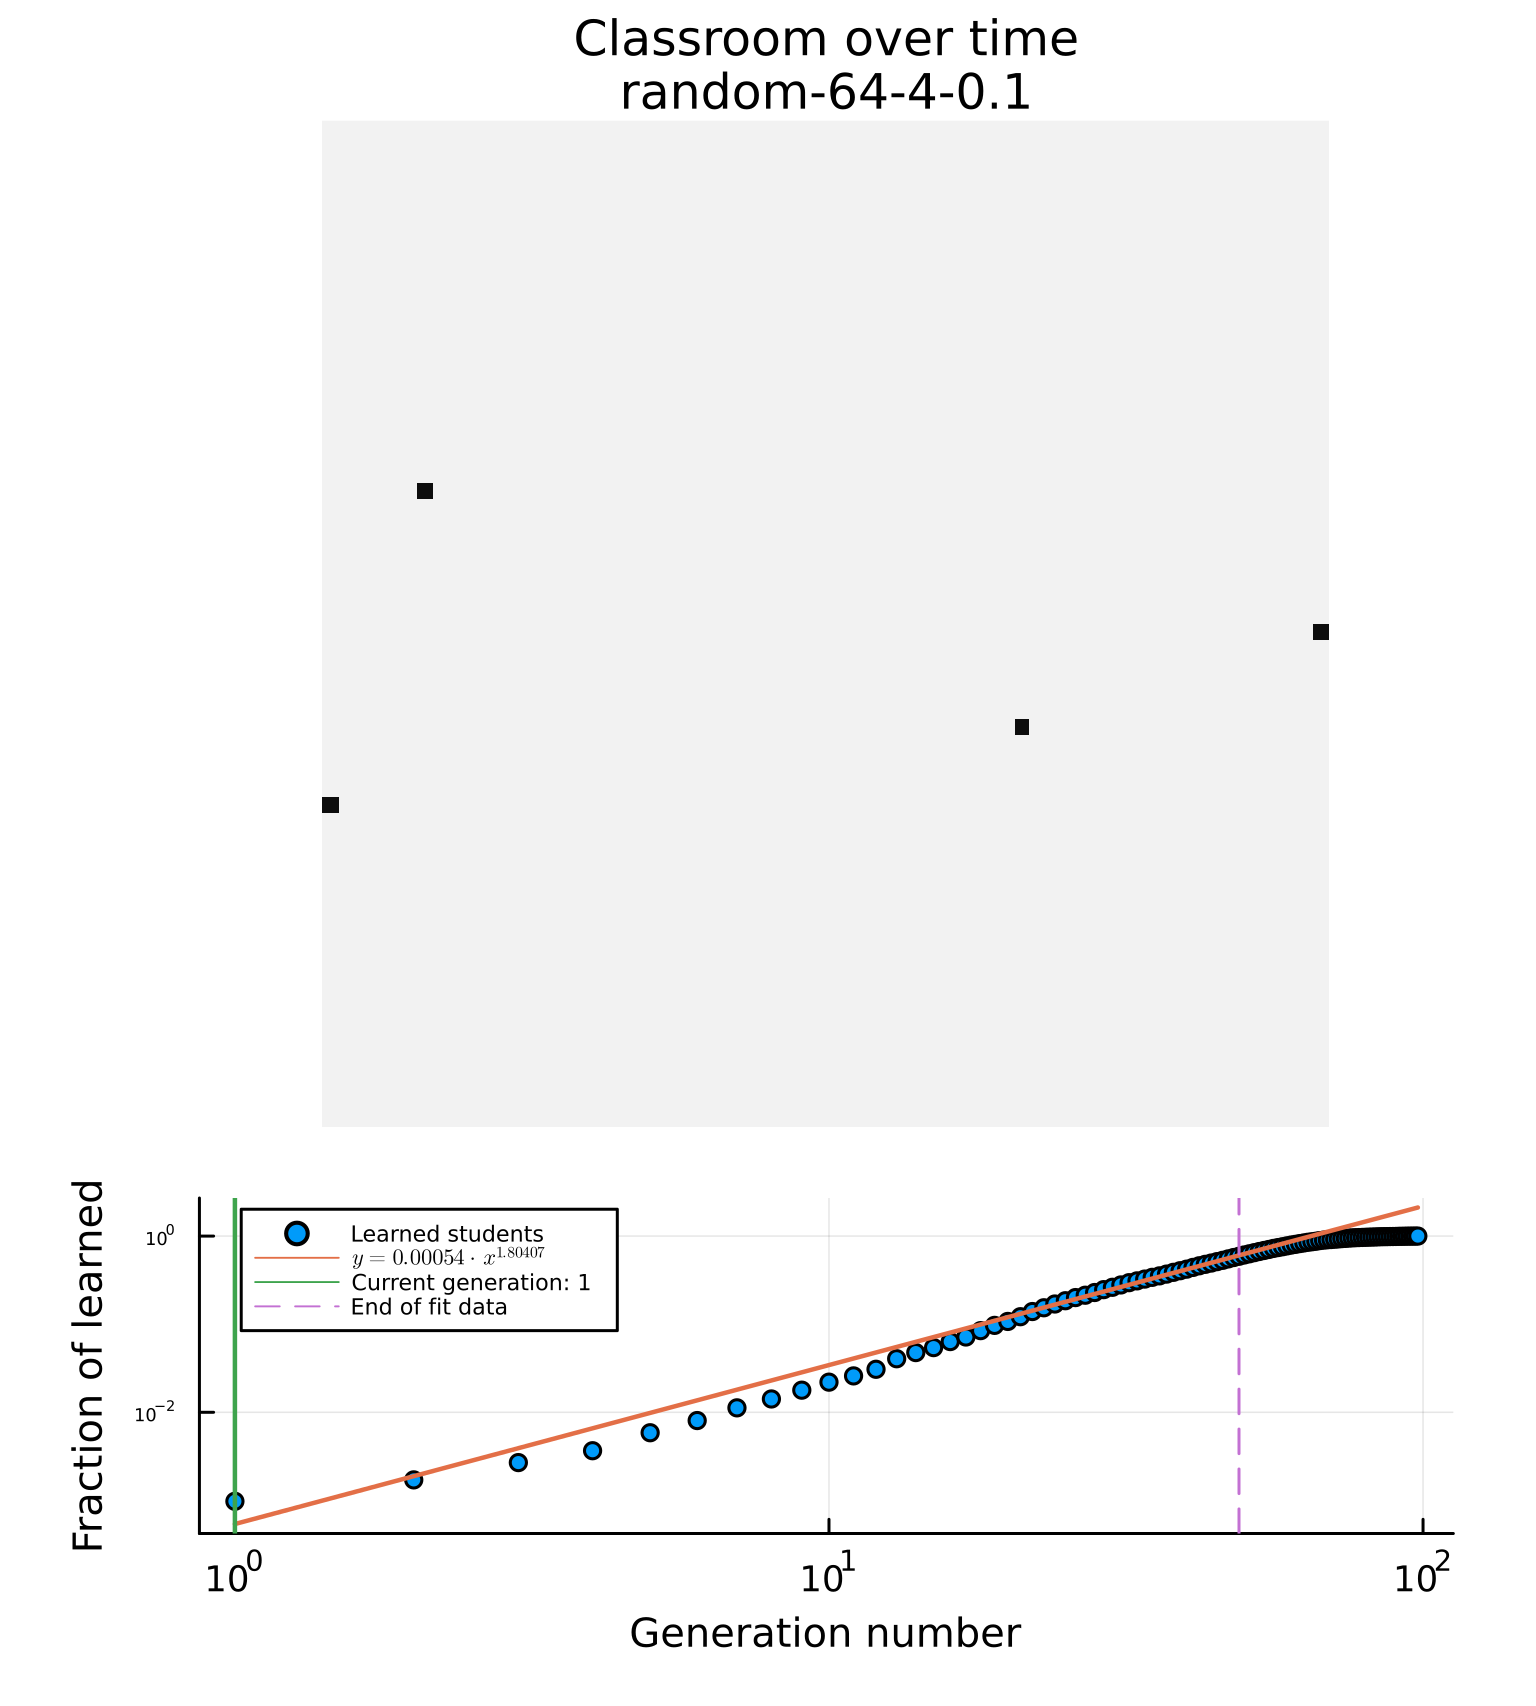 Classroom over time
random-64-4-0.1
Fraction of learned
10⁰
10⁻²
Learned students
y = 0.00054 · x^1.80407
Current generation: 1
End of fit data
10⁰ 10¹ 10²
Generation number